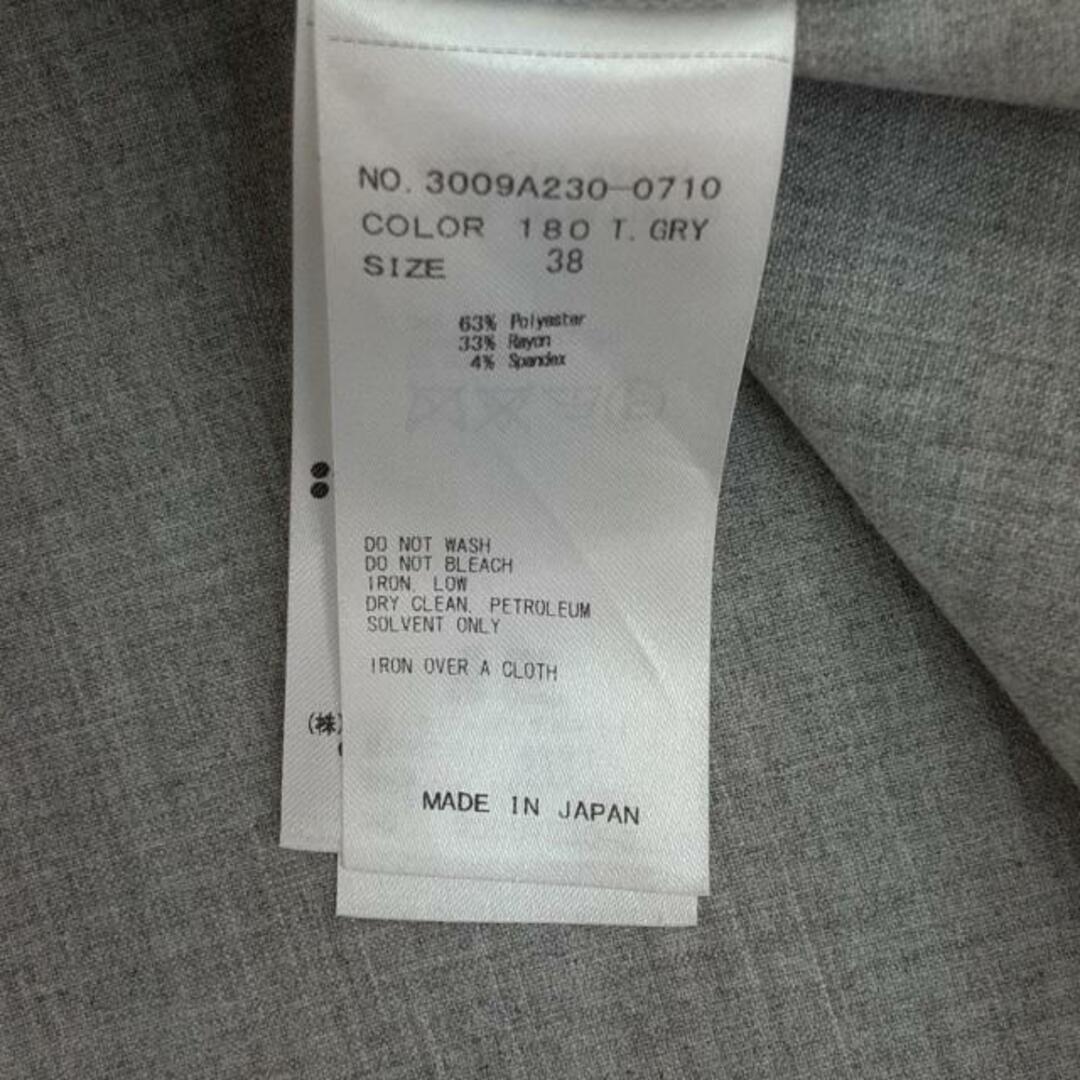 NO. 3009A230-0710
COLOR 180 T. GRY
SIZE 38
63% Polyester
33% Rayon
4% Spandex
DO NOT WASH
DO NOT BLEACH
IRON. LOW
DRY CLEAN. PETROLEUM
SOLVENT ONLY
IRON OVER A CLOTH
(株)
MADE IN JAPAN